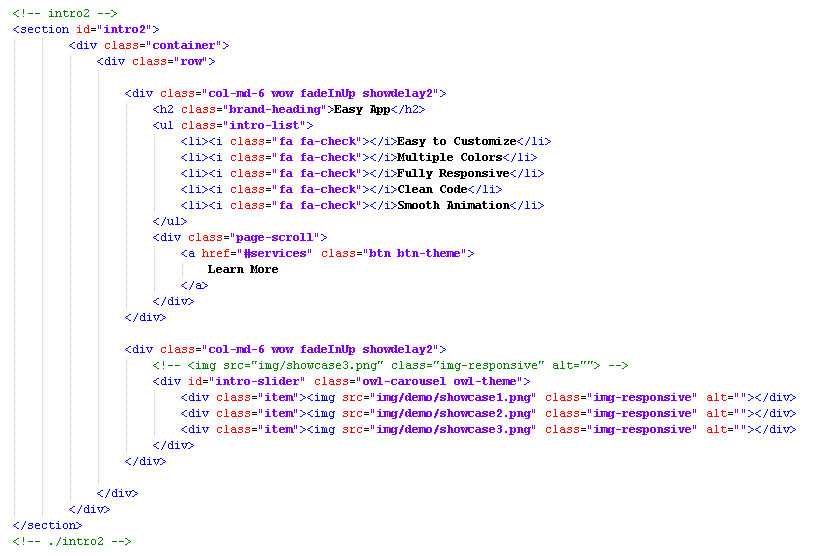 <!-- intro2 -->
<section id="intro2">
<div class="container">
<div class="row">
<div class="col-md-6 wow fadeInUp showdelay2">
<h2 class="brand-heading">Easy App</h2>
<ul class="intro-list">
<li><i class="fa fa-check"></i>Easy to Customize</li>
<li><i class="fa fa-check"></i>Multiple Colors</li>
<li><i class="fa fa-check"></i>Fully Responsive</li>
<li><i class="fa fa-check"></i>Clean Code</li>
<li><i class="fa fa-check"></i>Smooth Animation</li>
</ul>
<div class="page-scroll">
<a href="#services" class="btn btn-theme">
Learn More
</a>
</div>
</div>
<div class="col-md-6 wow fadeInUp showdelay2">
<!-- <img src="img/showcase3.png" class="img-responsive" alt=""> -->
<div id="intro-slider" class="owl-carousel owl-theme">
<div class="item"><img src="img/demo/showcase1.png" class="img-responsive" alt=""></div>
<div class="item"><img src="img/demo/showcase2.png" class="img-responsive" alt=""></div>
<div class="item"><img src="img/demo/showcase3.png" class="img-responsive" alt=""></div>
</div>
</div>
</div>
</div>
</section>
<!-- ./intro2 -->